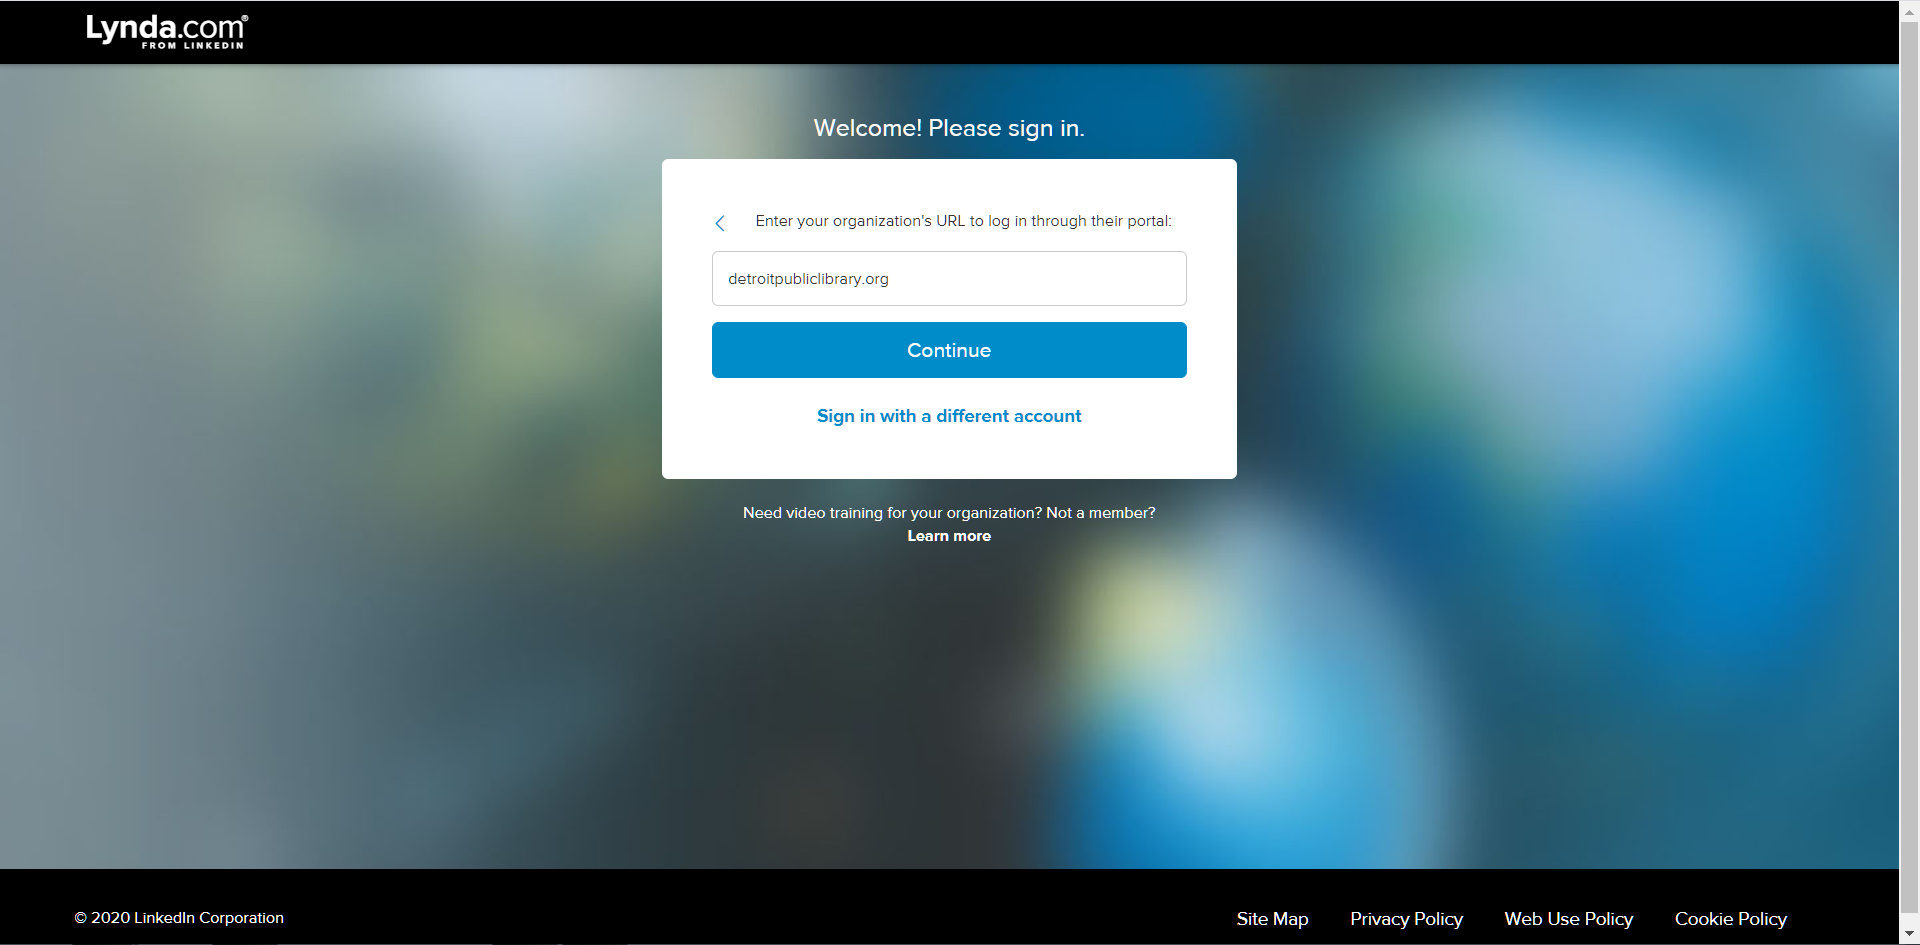 Lynda.com®
FROM LINKEDIN
Welcome! Please sign in.
Enter your organization's URL to log in through their portal:
detroitpubliclibrary.org
Continue
Sign in with a different account
Need video training for your organization? Not a member?
Learn more
© 2020 LinkedIn Corporation
Site Map Privacy Policy Web Use Policy Cookie Policy